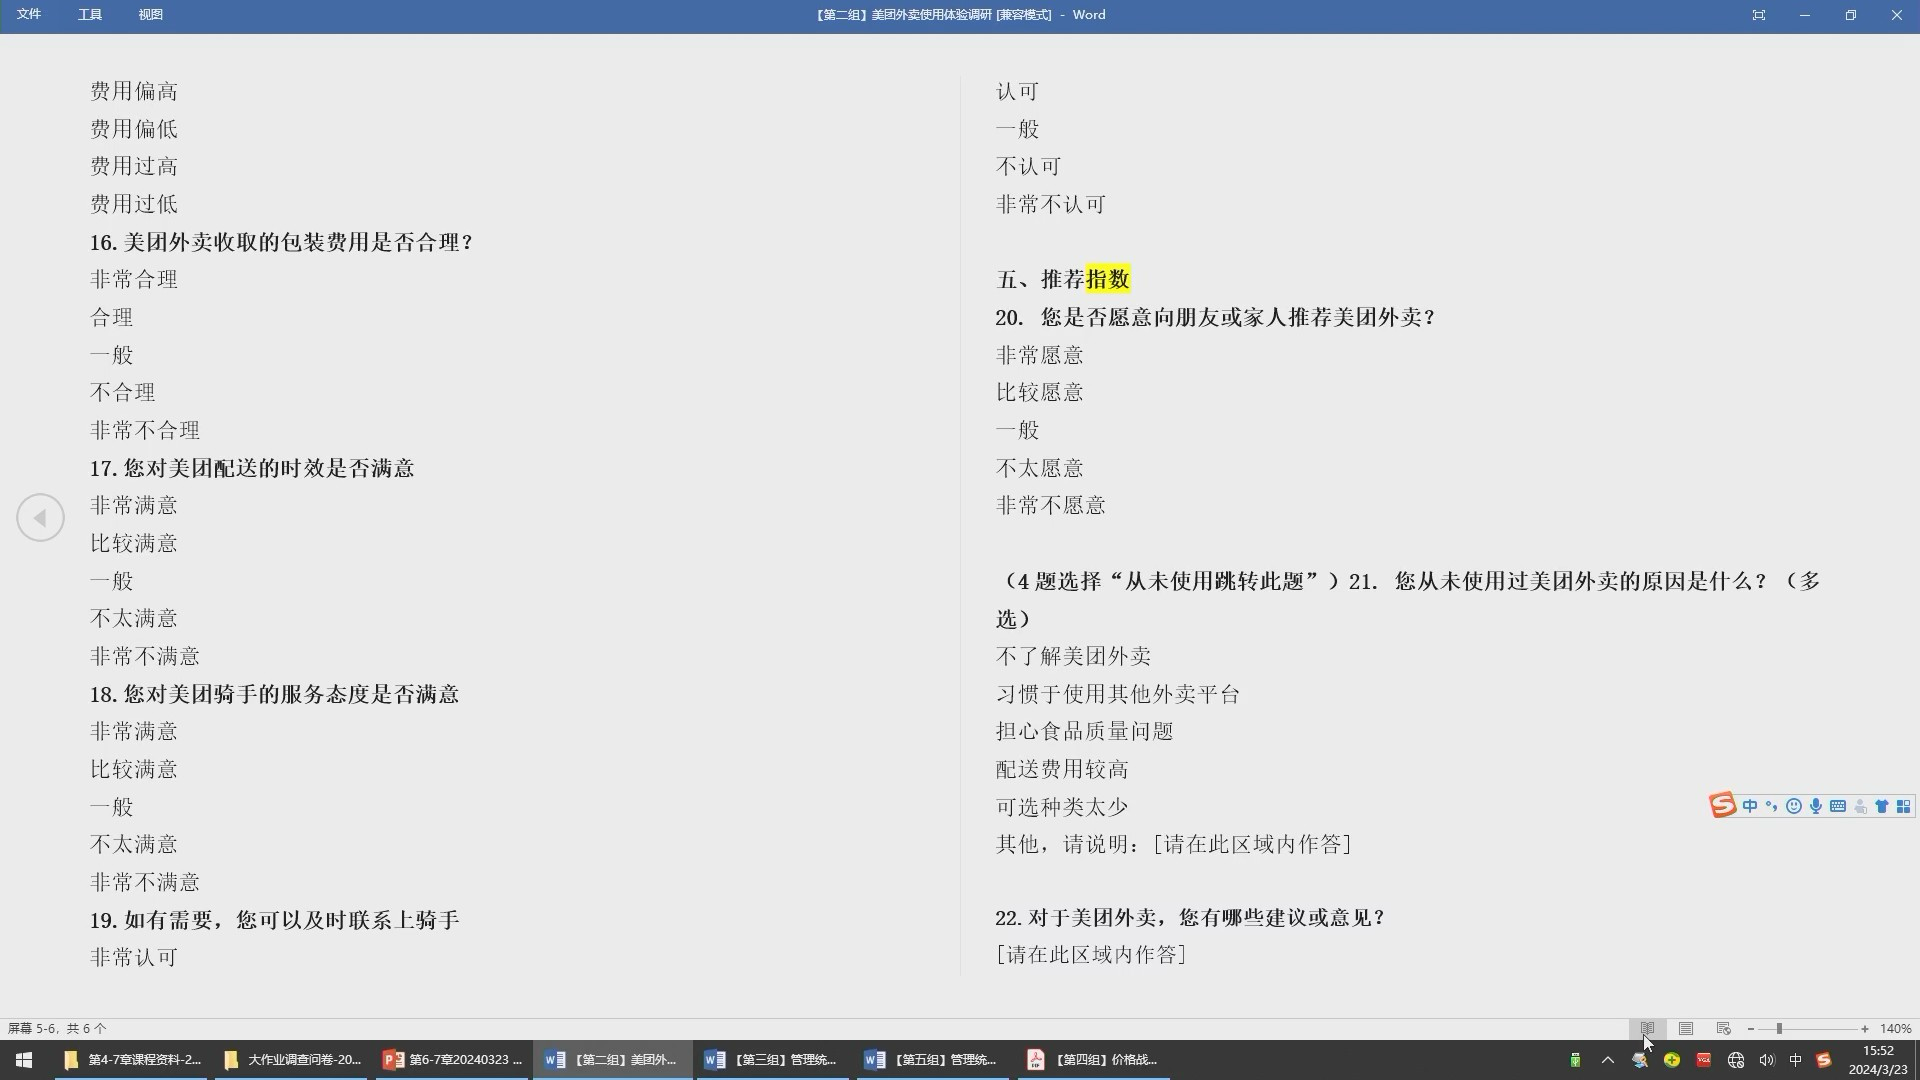 文件 工具 视图
【第二组】美团外卖使用体验调研 [兼容模式] - Word
费用偏高
费用偏低
费用过高
费用过低
16.美团外卖收取的包装费用是否合理？
非常合理
合理
一般
不合理
非常不合理
17.您对美团配送的时效是否满意
非常满意
比较满意
一般
不太满意
非常不满意
18.您对美团骑手的服务态度是否满意
非常满意
比较满意
一般
不太满意
非常不满意
19.如有需要，您可以及时联系上骑手
非常认可
认可
一般
不认可
非常不认可
五、推荐指数
20. 您是否愿意向朋友或家人推荐美团外卖？
非常愿意
比较愿意
一般
不太愿意
非常不愿意
（4 题选择“从未使用跳转此题”）21. 您从未使用过美团外卖的原因是什么？（多
选）
不了解美团外卖
习惯于使用其他外卖平台
担心食品质量问题
配送费用较高
可选种类太少
其他，请说明：[请在此区域内作答]
22.对于美团外卖，您有哪些建议或意见？
[请在此区域内作答]
中
屏幕 5-6，共 6 个
140%
第4-7章课程资料-2...
大作业调查问卷-20...
第6-7章20240323 ...
【第二组】美团外...
【第三组】管理统...
【第五组】管理统...
【第四组】价格战...
中
15:52
2024/3/23